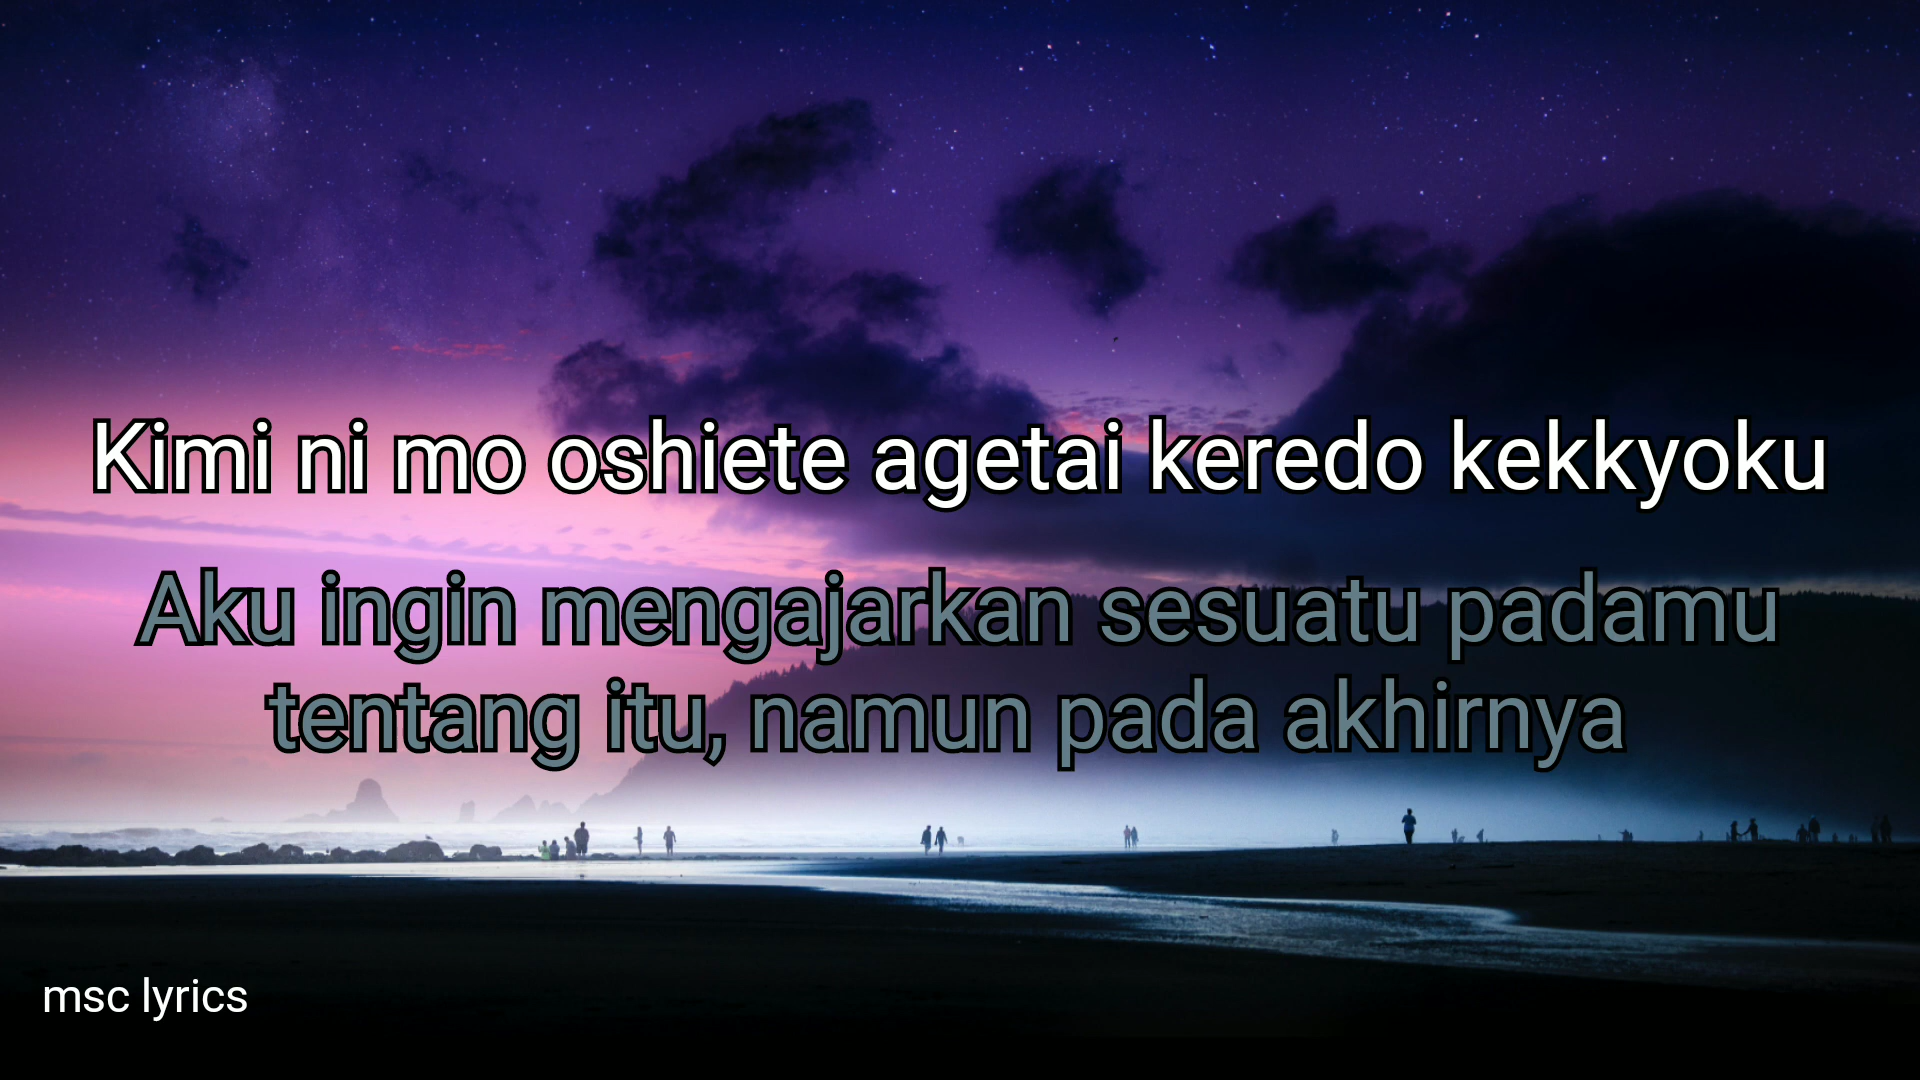 Kimi ni mo oshiete agetai keredo kekkyoku
Aku ingin mengajarkan sesuatu padamu
tentang itu, namun pada akhirnya
msc lyrics